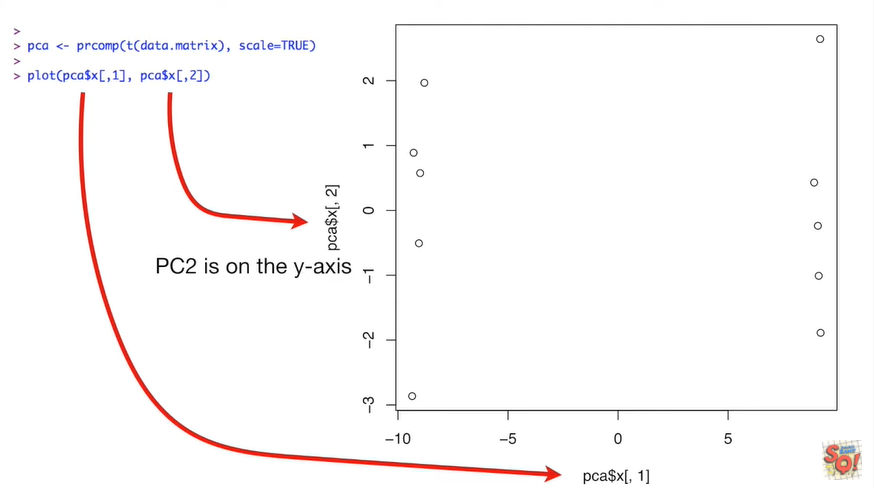 >
> pca <- prcomp(t(data.matrix), scale=TRUE)
>
> plot(pca$x[,1], pca$x[,2])
PC2 is on the y-axis
pca$x[, 2]
2
1
0
−1
−2
−3
−10
−5
0
5
pca$x[, 1]
SQ!